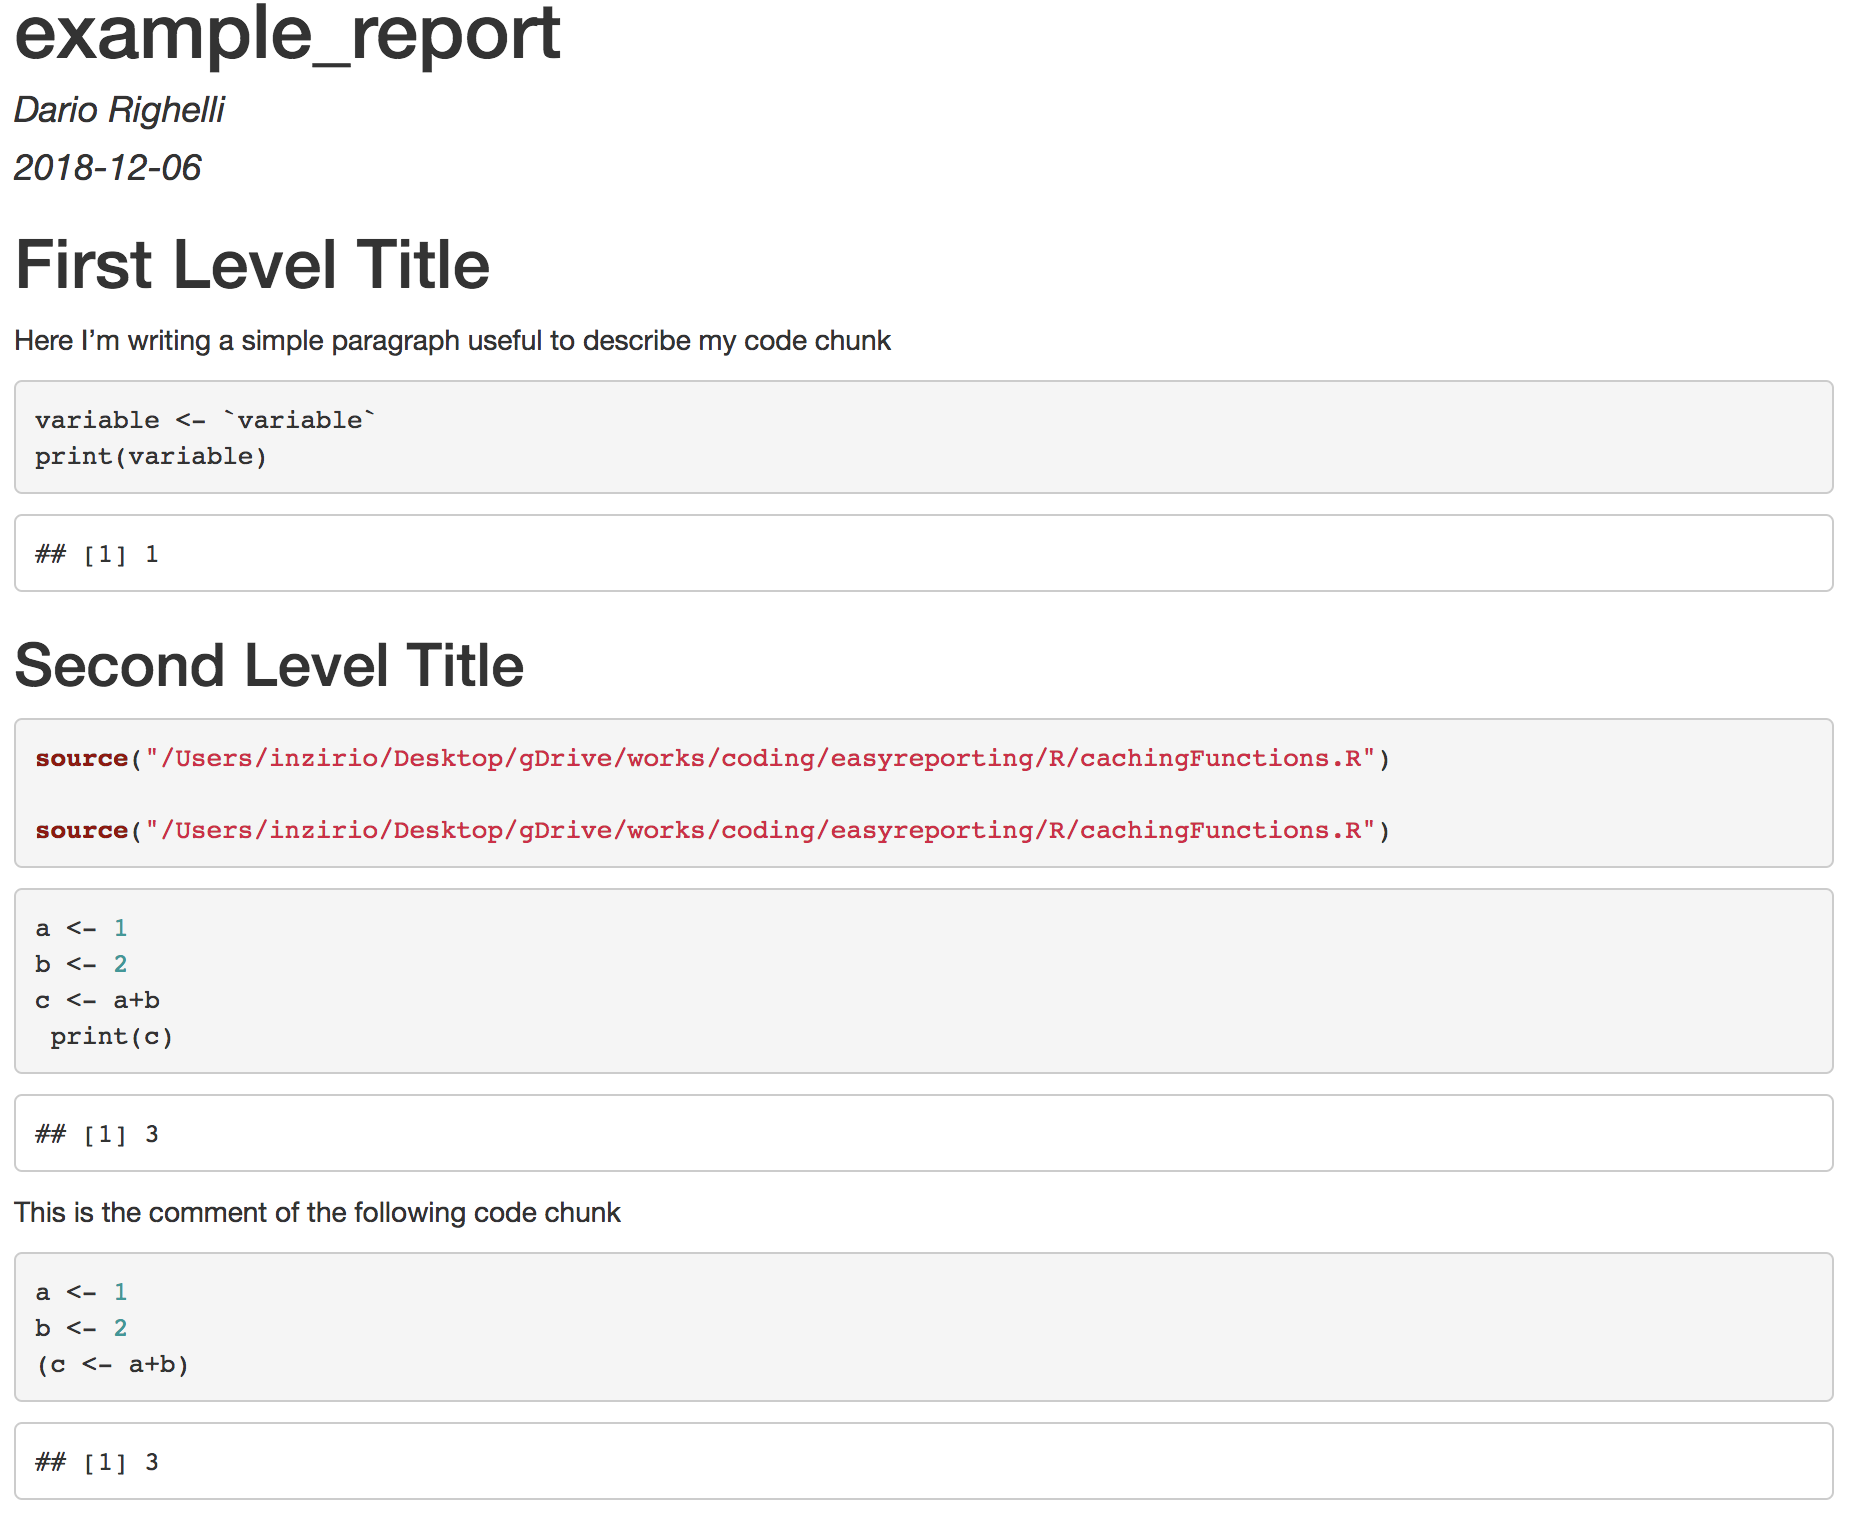 example_report
Dario Righelli
2018-12-06
First Level Title
Here I’m writing a simple paragraph useful to describe my code chunk
variable <- `variable`
print(variable)
## [1] 1
Second Level Title
source("/Users/inzirio/Desktop/gDrive/works/coding/easyreporting/R/cachingFunctions.R")
source("/Users/inzirio/Desktop/gDrive/works/coding/easyreporting/R/cachingFunctions.R")
a <- 1
b <- 2
c <- a+b
 print(c)
## [1] 3
This is the comment of the following code chunk
a <- 1
b <- 2
(c <- a+b)
## [1] 3